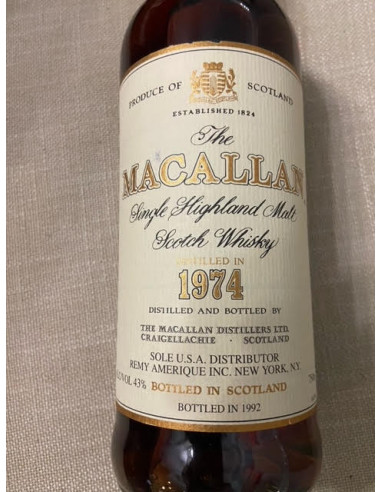 PRODUCE OF SCOTLAND
ESTABLISHED 1824
The
MACALLAN
Single Highland Malt
Scotch Whisky
DISTILLED IN
1974
DISTILLED AND BOTTLED BY
THE MACALLAN DISTILLERS LTD.
CRAIGELLACHIE - SCOTLAND
SOLE U.S.A. DISTRIBUTOR
REMY AMERIQUE INC. NEW YORK, N.Y.
VOL 43% BOTTLED IN SCOTLAND
BOTTLED IN 1992